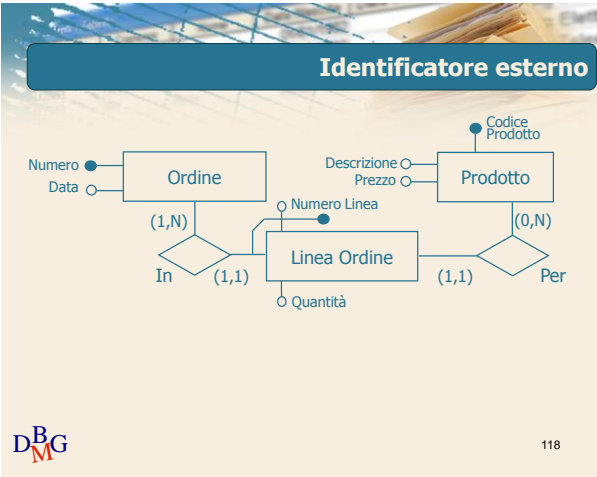 Identificatore esterno
Codice
Prodotto
Numero
Data
Ordine
Descrizione
Prezzo
Prodotto
Numero Linea
(1,N)
(0,N)
Linea Ordine
In
(1,1)
(1,1)
Per
Quantità
DBMG
118